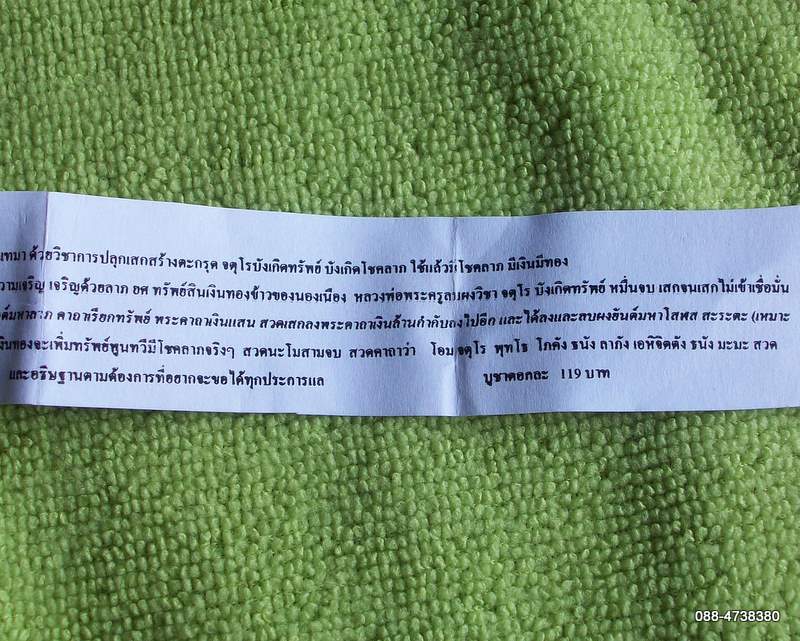 นทมา ด้วยวิชาการปลุกเสกสร้างตะกรุด จตุโรบังเกิดทรัพย์ บังเกิดโชคลาภ ใช้แล้วมีโชคลาภ มีเงินมีทอง
วามเจริญ เจริญด้วยลาภ ยศ ทรัพย์สินเงินทองข้าวของนองเนือง หลวงพ่อพระครูลบผงวิชา จตุโร บังเกิดทรัพย์ หมื่นจบ เสกจนเสกไม่เข้าเชื่อมั่น
ต์มหาลาภ คาถาเรียกทรัพย์ พระคาถาเงินแสน สวดเสกลงพระคาถาเงินล้านกำกับลงไปอีก และได้ลงและลบผงยันต์มหาโสฬส สะระตะ (เหมาะ
งินทองจะเพิ่มทรัพย์พูนทวีมีโชคลาภจริงๆ สวดนะโมสามจบ สวดคาถาว่า โอม จตุโร พุทโธ โภคัง ธนัง ลาภัง เอหิจิตตัง ธนัง มะมะ สวด
และอธิษฐานตามต้องการที่อยากจะขอได้ทุกประการแล บูชาดอกละ 119 บาท
088-4738380